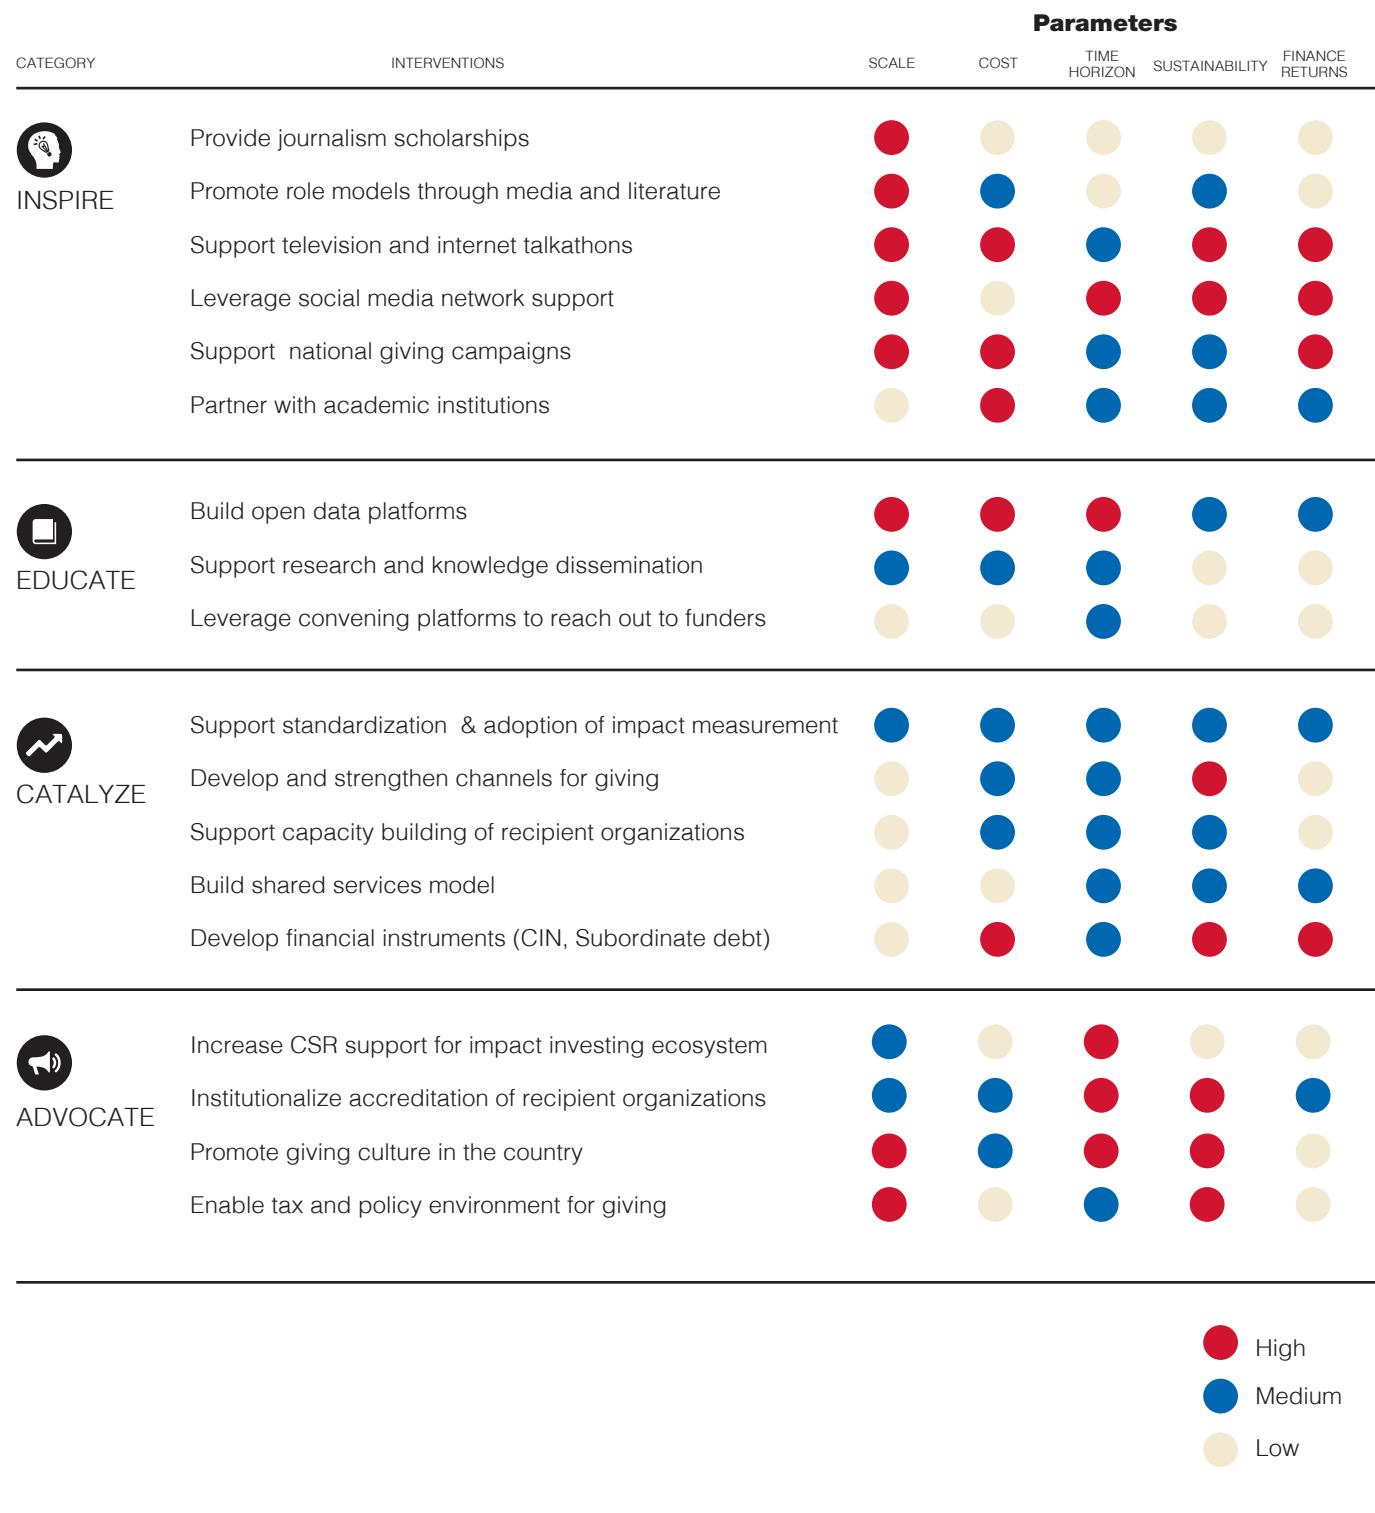 Parameters
CATEGORY INTERVENTIONS SCALE COST TIME HORIZON SUSTAINABILITY FINANCE RETURNS
INSPIRE
Provide journalism scholarships
Promote role models through media and literature
Support television and internet talkathons
Leverage social media network support
Support national giving campaigns
Partner with academic institutions
EDUCATE
Build open data platforms
Support research and knowledge dissemination
Leverage convening platforms to reach out to funders
CATALYZE
Support standardization & adoption of impact measurement
Develop and strengthen channels for giving
Support capacity building of recipient organizations
Build shared services model
Develop financial instruments (CIN, Subordinate debt)
ADVOCATE
Increase CSR support for impact investing ecosystem
Institutionalize accreditation of recipient organizations
Promote giving culture in the country
Enable tax and policy environment for giving
High
Medium
Low